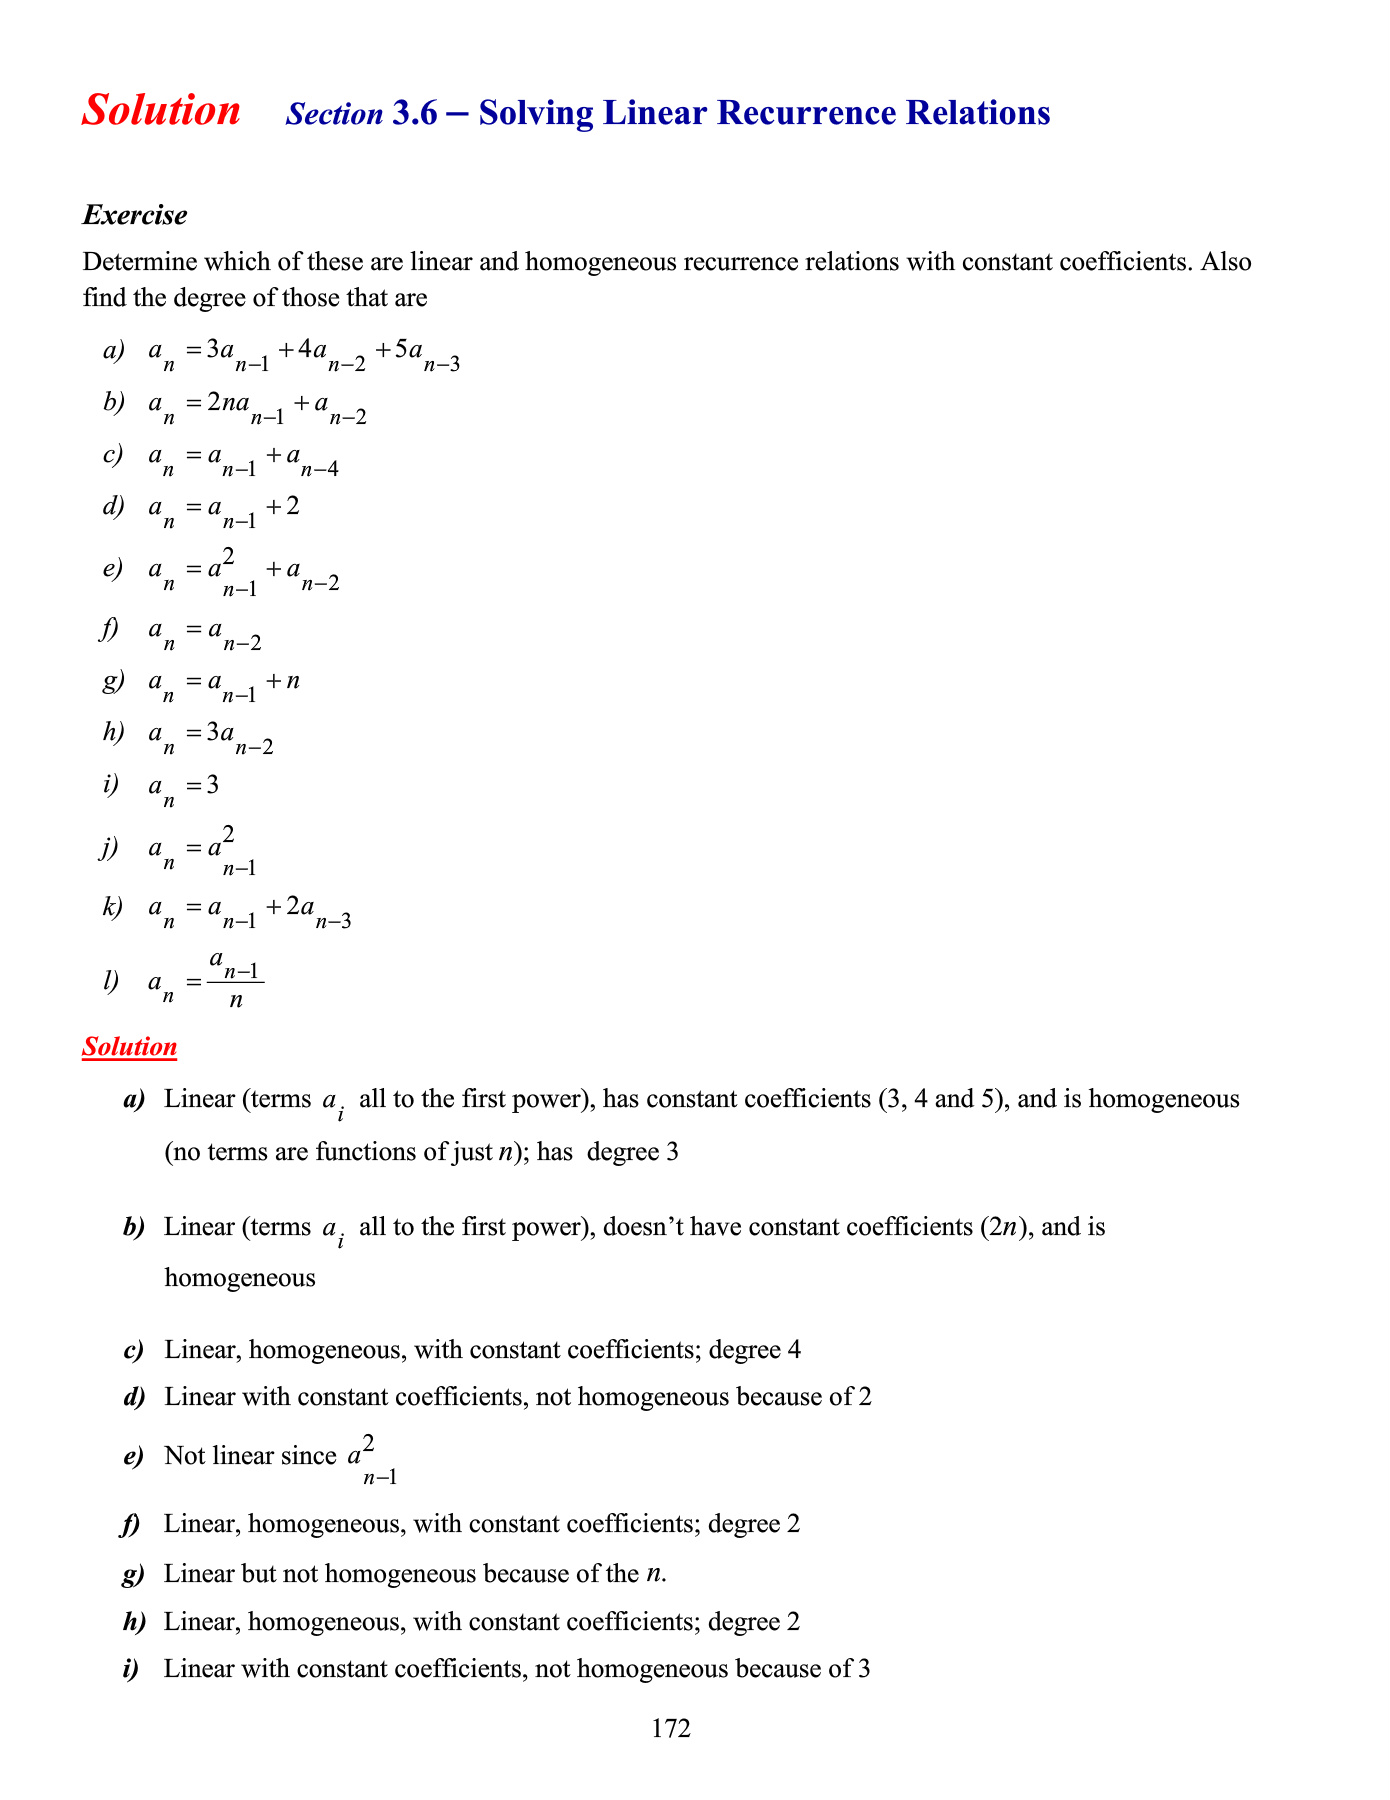 Solution Section 3.6 – Solving Linear Recurrence Relations
Exercise
Determine which of these are linear and homogeneous recurrence relations with constant coefficients. Also
find the degree of those that are
a) a_n = 3a_{n−1} + 4a_{n−2} + 5a_{n−3}
b) a_n = 2na_{n−1} + a_{n−2}
c) a_n = a_{n−1} + a_{n−4}
d) a_n = a_{n−1} + 2
e) a_n = a^2_{n−1} + a_{n−2}
f) a_n = a_{n−2}
g) a_n = a_{n−1} + n
h) a_n = 3a_{n−2}
i) a_n = 3
j) a_n = a^2_{n−1}
k) a_n = a_{n−1} + 2a_{n−3}
l) a_n = \frac{a_{n−1}}{n}
Solution
a) Linear (terms a_i all to the first power), has constant coefficients (3, 4 and 5), and is homogeneous
(no terms are functions of just n); has degree 3
b) Linear (terms a_i all to the first power), doesn’t have constant coefficients (2n), and is
homogeneous
c) Linear, homogeneous, with constant coefficients; degree 4
d) Linear with constant coefficients, not homogeneous because of 2
e) Not linear since a^2_{n−1}
f) Linear, homogeneous, with constant coefficients; degree 2
g) Linear but not homogeneous because of the n.
h) Linear, homogeneous, with constant coefficients; degree 2
i) Linear with constant coefficients, not homogeneous because of 3
172